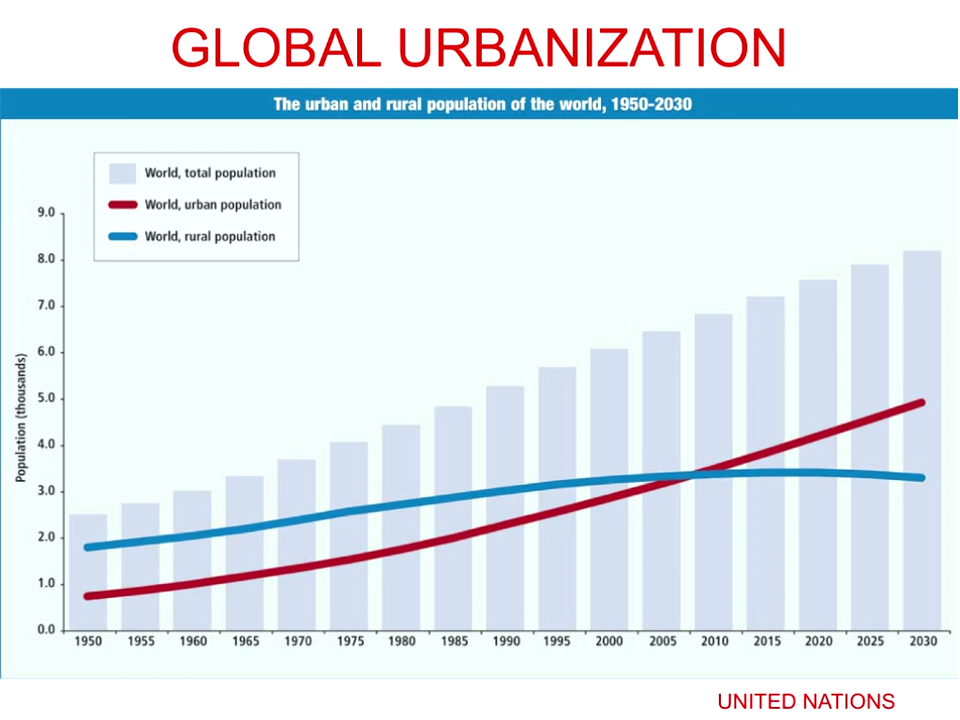 GLOBAL URBANIZATION
The urban and rural population of the world, 1950-2030
World, total population
World, urban population
World, rural population
Population (thousands)
9.0
8.0
7.0
6.0
5.0
4.0
3.0
2.0
1.0
0.0
1950 1955 1960 1965 1970 1975 1980 1985 1990 1995 2000 2005 2010 2015 2020 2025 2030
UNITED NATIONS